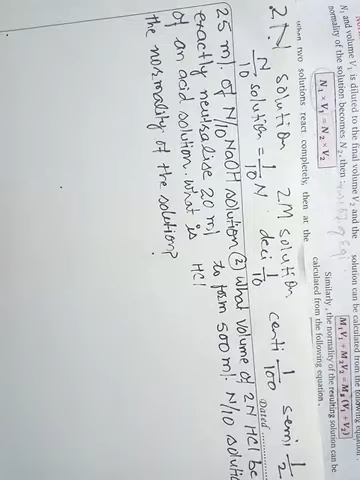 N₁ and volume V₁ is diluted to the final volume V₂ and the
normality of the solution becomes N₂, then
N₁ × V₁ = N₂ × V₂
When two solutions react completely, then at the
solution can be calculated from the following equation.
M₁V₁ + M₂V₂ = M₃(V₁ + V₂)
Similarly, the normality of the resulting solution can be
calculated from the following equation.
Dated
2N solution 2M solution
N/10 solution = 1/10 N deci 1/10 centi 1/100 semi 1/2
25 ml. of N/10 NaOH solution
exactly neutralise 20 ml
of an acid solution. What is
the normality of the solution?
② What volume of 2N HCl be
to form 500 ml. N/10 solutio
HCl